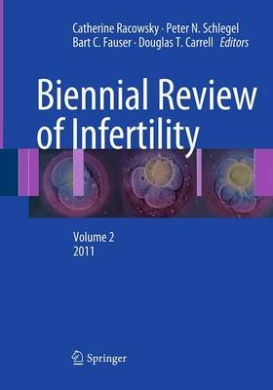 Catherine Racowsky · Peter N. Schlegel
Bart C. Fauser · Douglas T. Carrell Editors
Biennial Review
of Infertility
Volume 2
2011
Springer